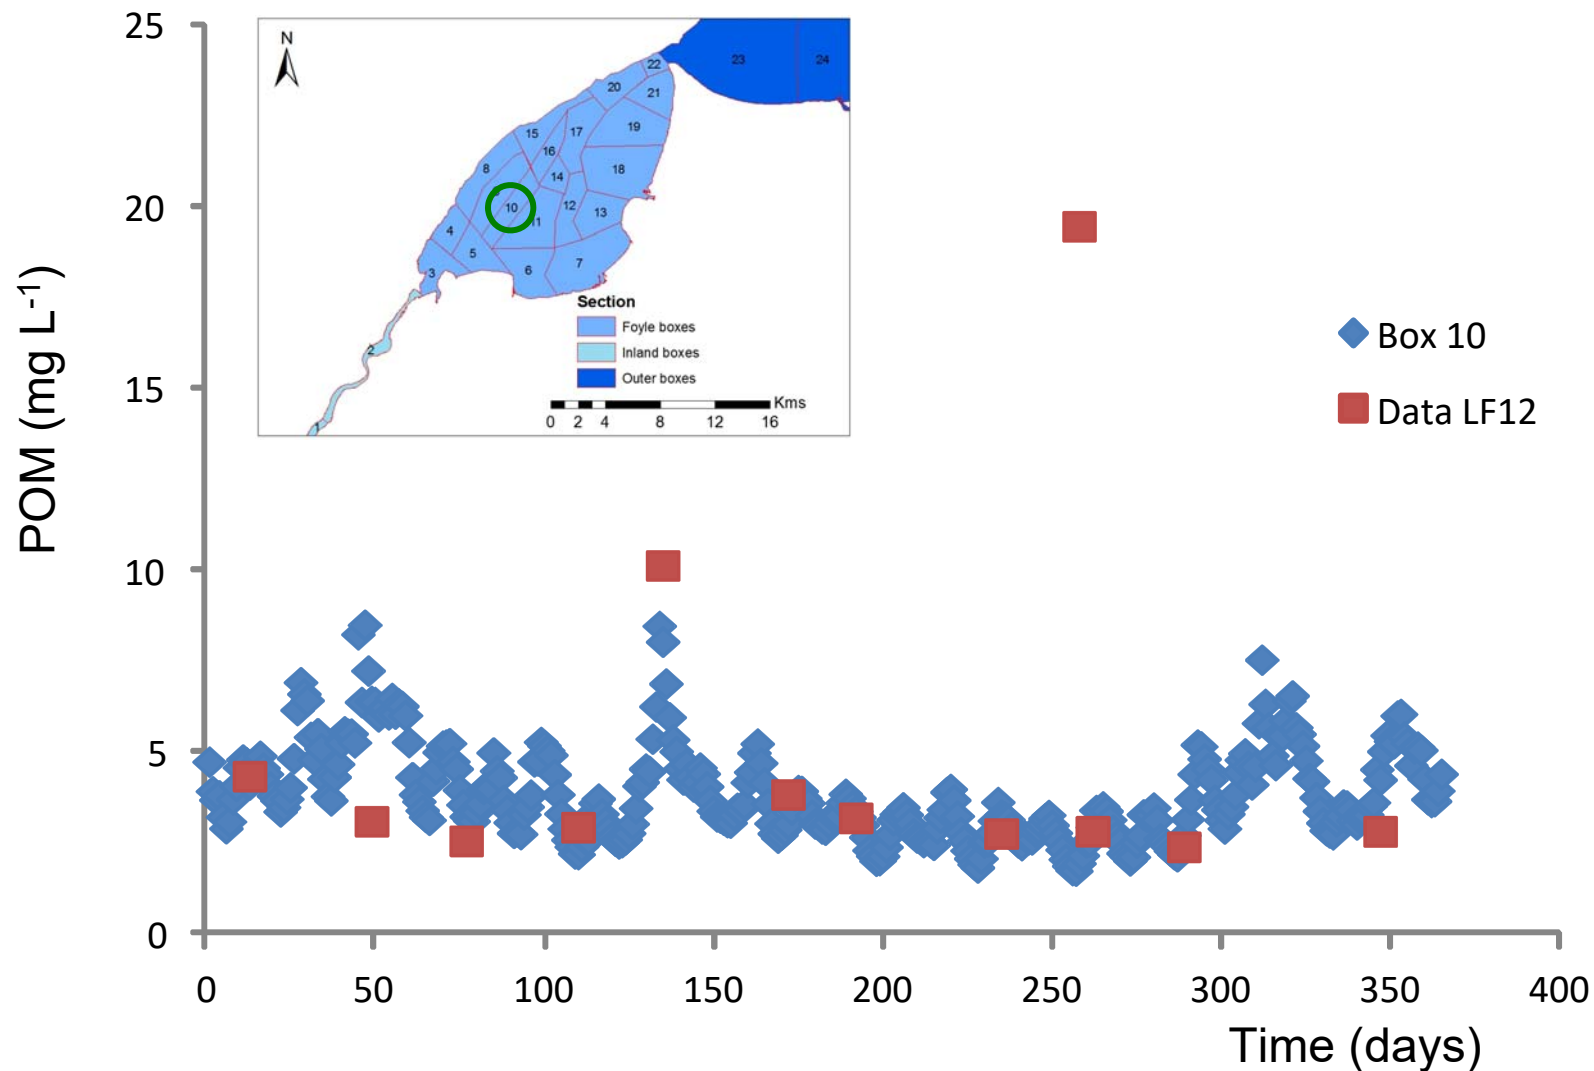 25
20
15
10
5
0
POM (mg L-1)
N
23
24
22
20
21
19
15
17
16
8
18
14
10
12
13
11
4
5
6
7
3
2
1
Section
Foyle boxes
Inland boxes
Outer boxes
Kms
0 2 4 8 12 16
Box 10
Data LF12
0 50 100 150 200 250 300 350 400
Time (days)